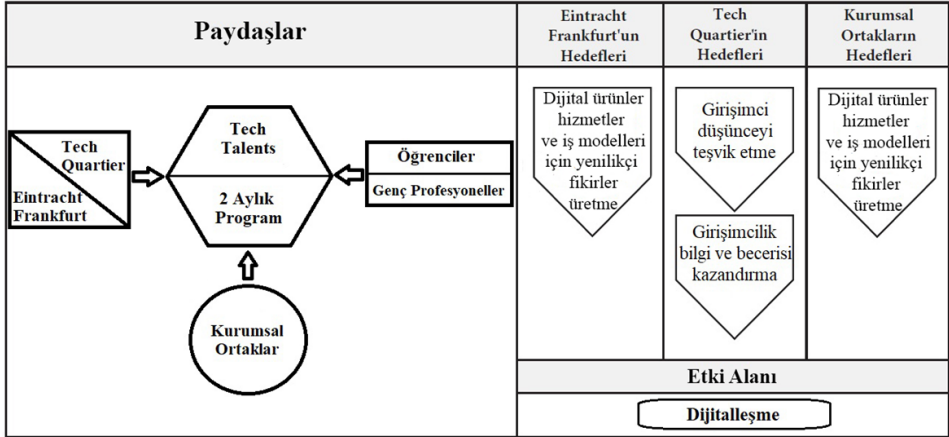 Paydaşlar
Eintracht
Frankfurt'un
Hedefleri
Tech
Quartier'in
Hedefleri
Kurumsal
Ortakların
Hedefleri
Tech
Quartier
Eintracht
Frankfurt
Tech
Talents
2 Aylık
Program
Öğrenciler
Genç Profesyoneller
Kurumsal
Ortaklar
Dijital ürünler
hizmetler
ve iş modelleri
için yenilikçi
fikirler
üretme
Girişimci
düşünceyi
teşvik etme
Girişimcilik
bilgi ve becerisi
kazandırma
Dijital ürünler
hizmetler
ve iş modelleri
için yenilikçi
fikirler
üretme
Etki Alanı
Dijitalleşme